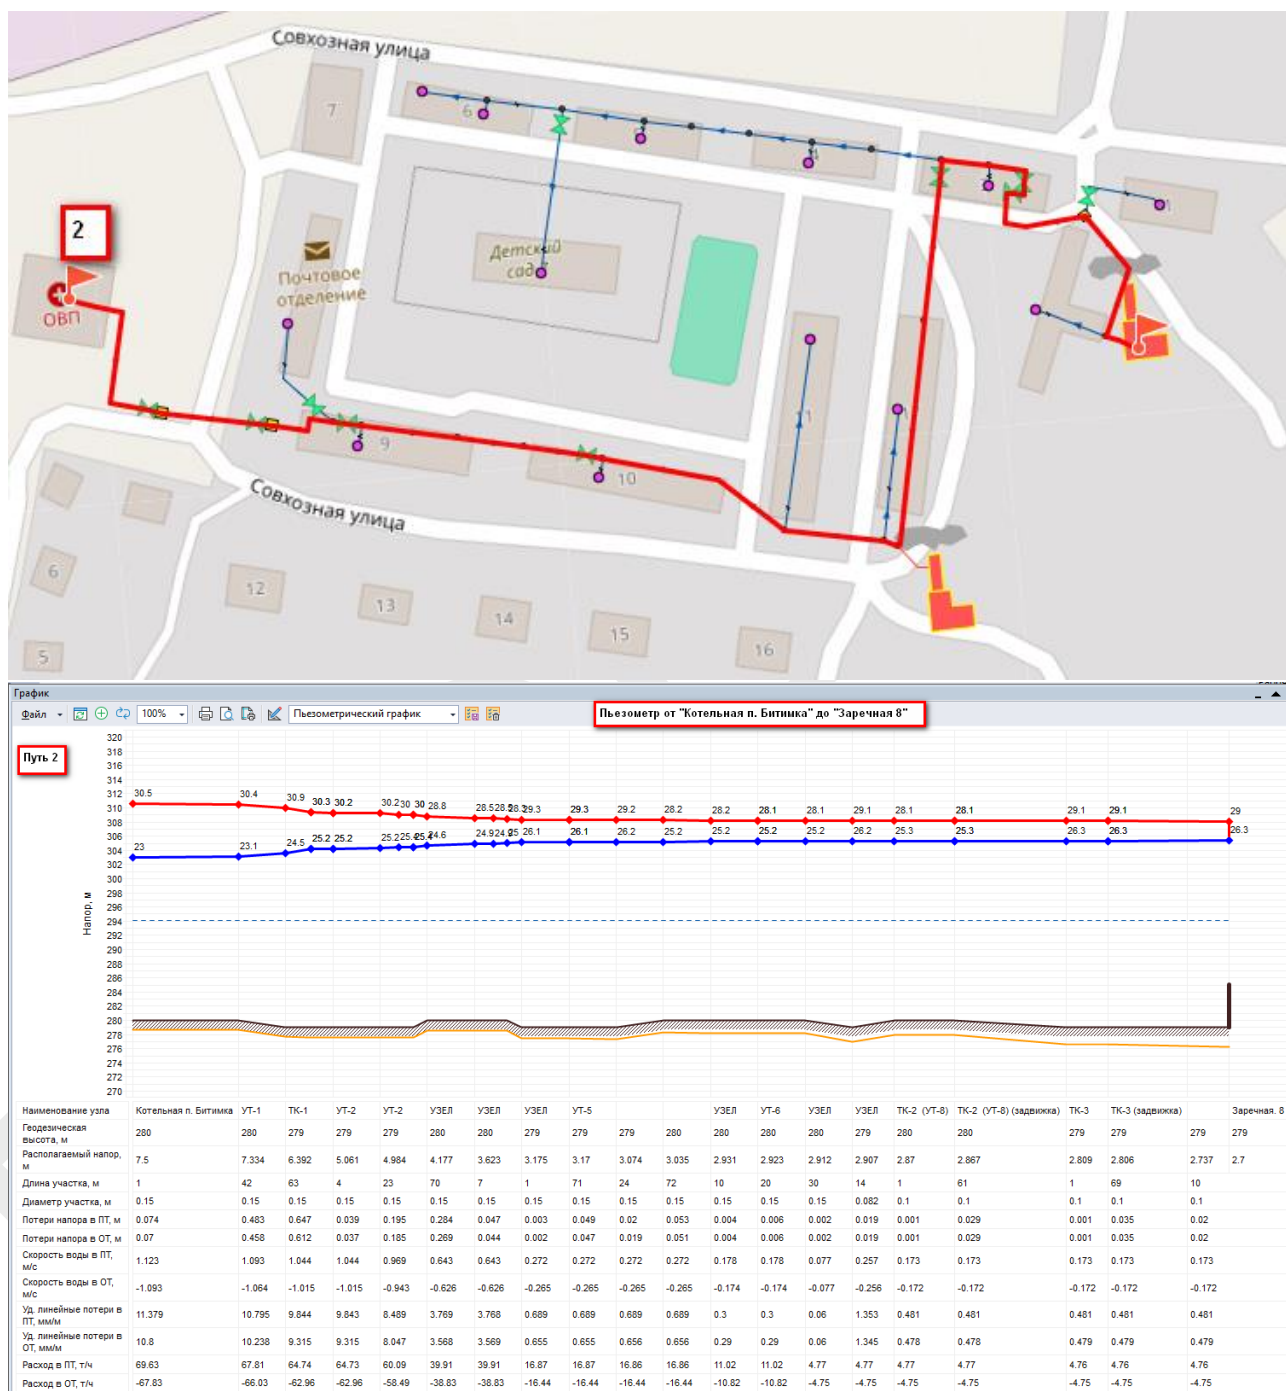 Совхозная улица
7
6
2
ОВП
Почтовое
отделение
Детский
сад
9
10
11
Совхозная улица
6
5
12
13
14
15
16
График
Файл
100%
Пьезометрический график
Пьезометр от "Котельная п. Битимка" до "Заречная 8"
Путь 2
Напор, м
320
318
316
314
312
310
308
306
304
302
300
298
296
294
292
290
288
286
284
282
280
278
276
274
272
270
30.5 30.4 30.9 30.3 30.2 30.2 30 30 28.8 28.5 28.5 28.3 29.3 29.3 29.2 28.2 28.2 28.1 28.1 29.1 28.1 28.1 29.1 29.1 29
23 23.1 24.5 25.2 25.2 25.2 25.4 25.4 24.6 24.9 24.9 25 26.1 26.1 26.2 25.2 25.2 25.2 25.2 26.2 25.3 25.3 26.3 26.3 26.3
Наименование узла Котельная п. Битимка УТ-1 ТК-1 УТ-2 УТ-2 УЗЕЛ УЗЕЛ УЗЕЛ УТ-5 УЗЕЛ УТ-6 УЗЕЛ УЗЕЛ ТК-2 (УТ-8) ТК-2 (УТ-8) (задвижка) ТК-3 ТК-3 (задвижка) Заречная. 8
Геодезическая высота, м 280 280 279 279 279 280 280 279 279 279 280 280 280 280 279 280 280 279 279 279 279
Располагаемый напор, м 7.5 7.334 6.392 5.061 4.984 4.177 3.623 3.175 3.17 3.074 3.035 2.931 2.923 2.912 2.907 2.87 2.867 2.809 2.806 2.737 2.7
Длина участка, м 1 42 63 4 23 70 7 1 71 24 72 10 20 30 14 1 61 1 69 10
Диаметр участка, м 0.15 0.15 0.15 0.15 0.15 0.15 0.15 0.15 0.15 0.15 0.15 0.15 0.15 0.15 0.082 0.1 0.1 0.1 0.1 0.1
Потери напора в ПТ, м 0.074 0.483 0.647 0.039 0.195 0.284 0.047 0.003 0.049 0.02 0.053 0.004 0.006 0.002 0.019 0.001 0.029 0.001 0.035 0.02
Потери напора в ОТ, м 0.07 0.458 0.612 0.037 0.185 0.269 0.044 0.002 0.047 0.019 0.051 0.004 0.006 0.002 0.019 0.001 0.029 0.001 0.035 0.02
Скорость воды в ПТ, м/с 1.123 1.093 1.044 1.044 0.969 0.643 0.643 0.272 0.272 0.272 0.272 0.178 0.178 0.077 0.257 0.173 0.173 0.173 0.173 0.173
Скорость воды в ОТ, м/с -1.093 -1.064 -1.015 -1.015 -0.943 -0.626 -0.626 -0.265 -0.265 -0.265 -0.265 -0.174 -0.174 -0.077 -0.256 -0.172 -0.172 -0.172 -0.172 -0.172
Уд. линейные потери в ПТ, мм/м 11.379 10.795 9.844 9.843 8.489 3.769 3.768 0.689 0.689 0.689 0.689 0.3 0.3 0.06 1.353 0.481 0.481 0.481 0.481 0.481
Уд. линейные потери в ОТ, мм/м 10.8 10.238 9.315 9.315 8.047 3.568 3.569 0.655 0.655 0.656 0.656 0.29 0.29 0.06 1.345 0.478 0.478 0.479 0.479 0.479
Расход в ПТ, т/ч 69.63 67.81 64.74 64.73 60.09 39.91 39.91 16.87 16.87 16.86 16.86 11.02 11.02 4.77 4.77 4.77 4.77 4.76 4.76 4.76
Расход в ОТ, т/ч -67.83 -66.03 -62.96 -62.96 -58.49 -38.83 -38.83 -16.44 -16.44 -16.44 -16.44 -10.82 -10.82 -4.75 -4.75 -4.75 -4.75 -4.75 -4.75 -4.75